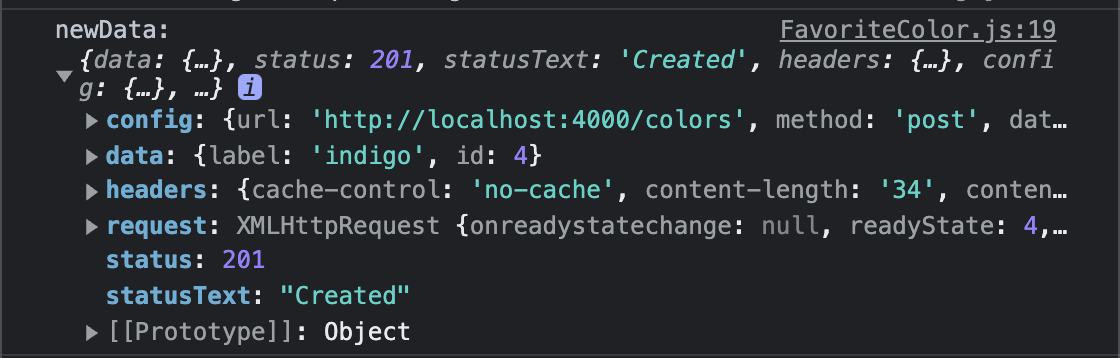 newData: FavoriteColor.js:19
{data: {…}, status: 201, statusText: 'Created', headers: {…}, confi
g: {…}, …} i
config: {url: 'http://localhost:4000/colors', method: 'post', dat…
data: {label: 'indigo', id: 4}
headers: {cache-control: 'no-cache', content-length: '34', conten…
request: XMLHttpRequest {onreadystatechange: null, readyState: 4,…
status: 201
statusText: "Created"
[[Prototype]]: Object